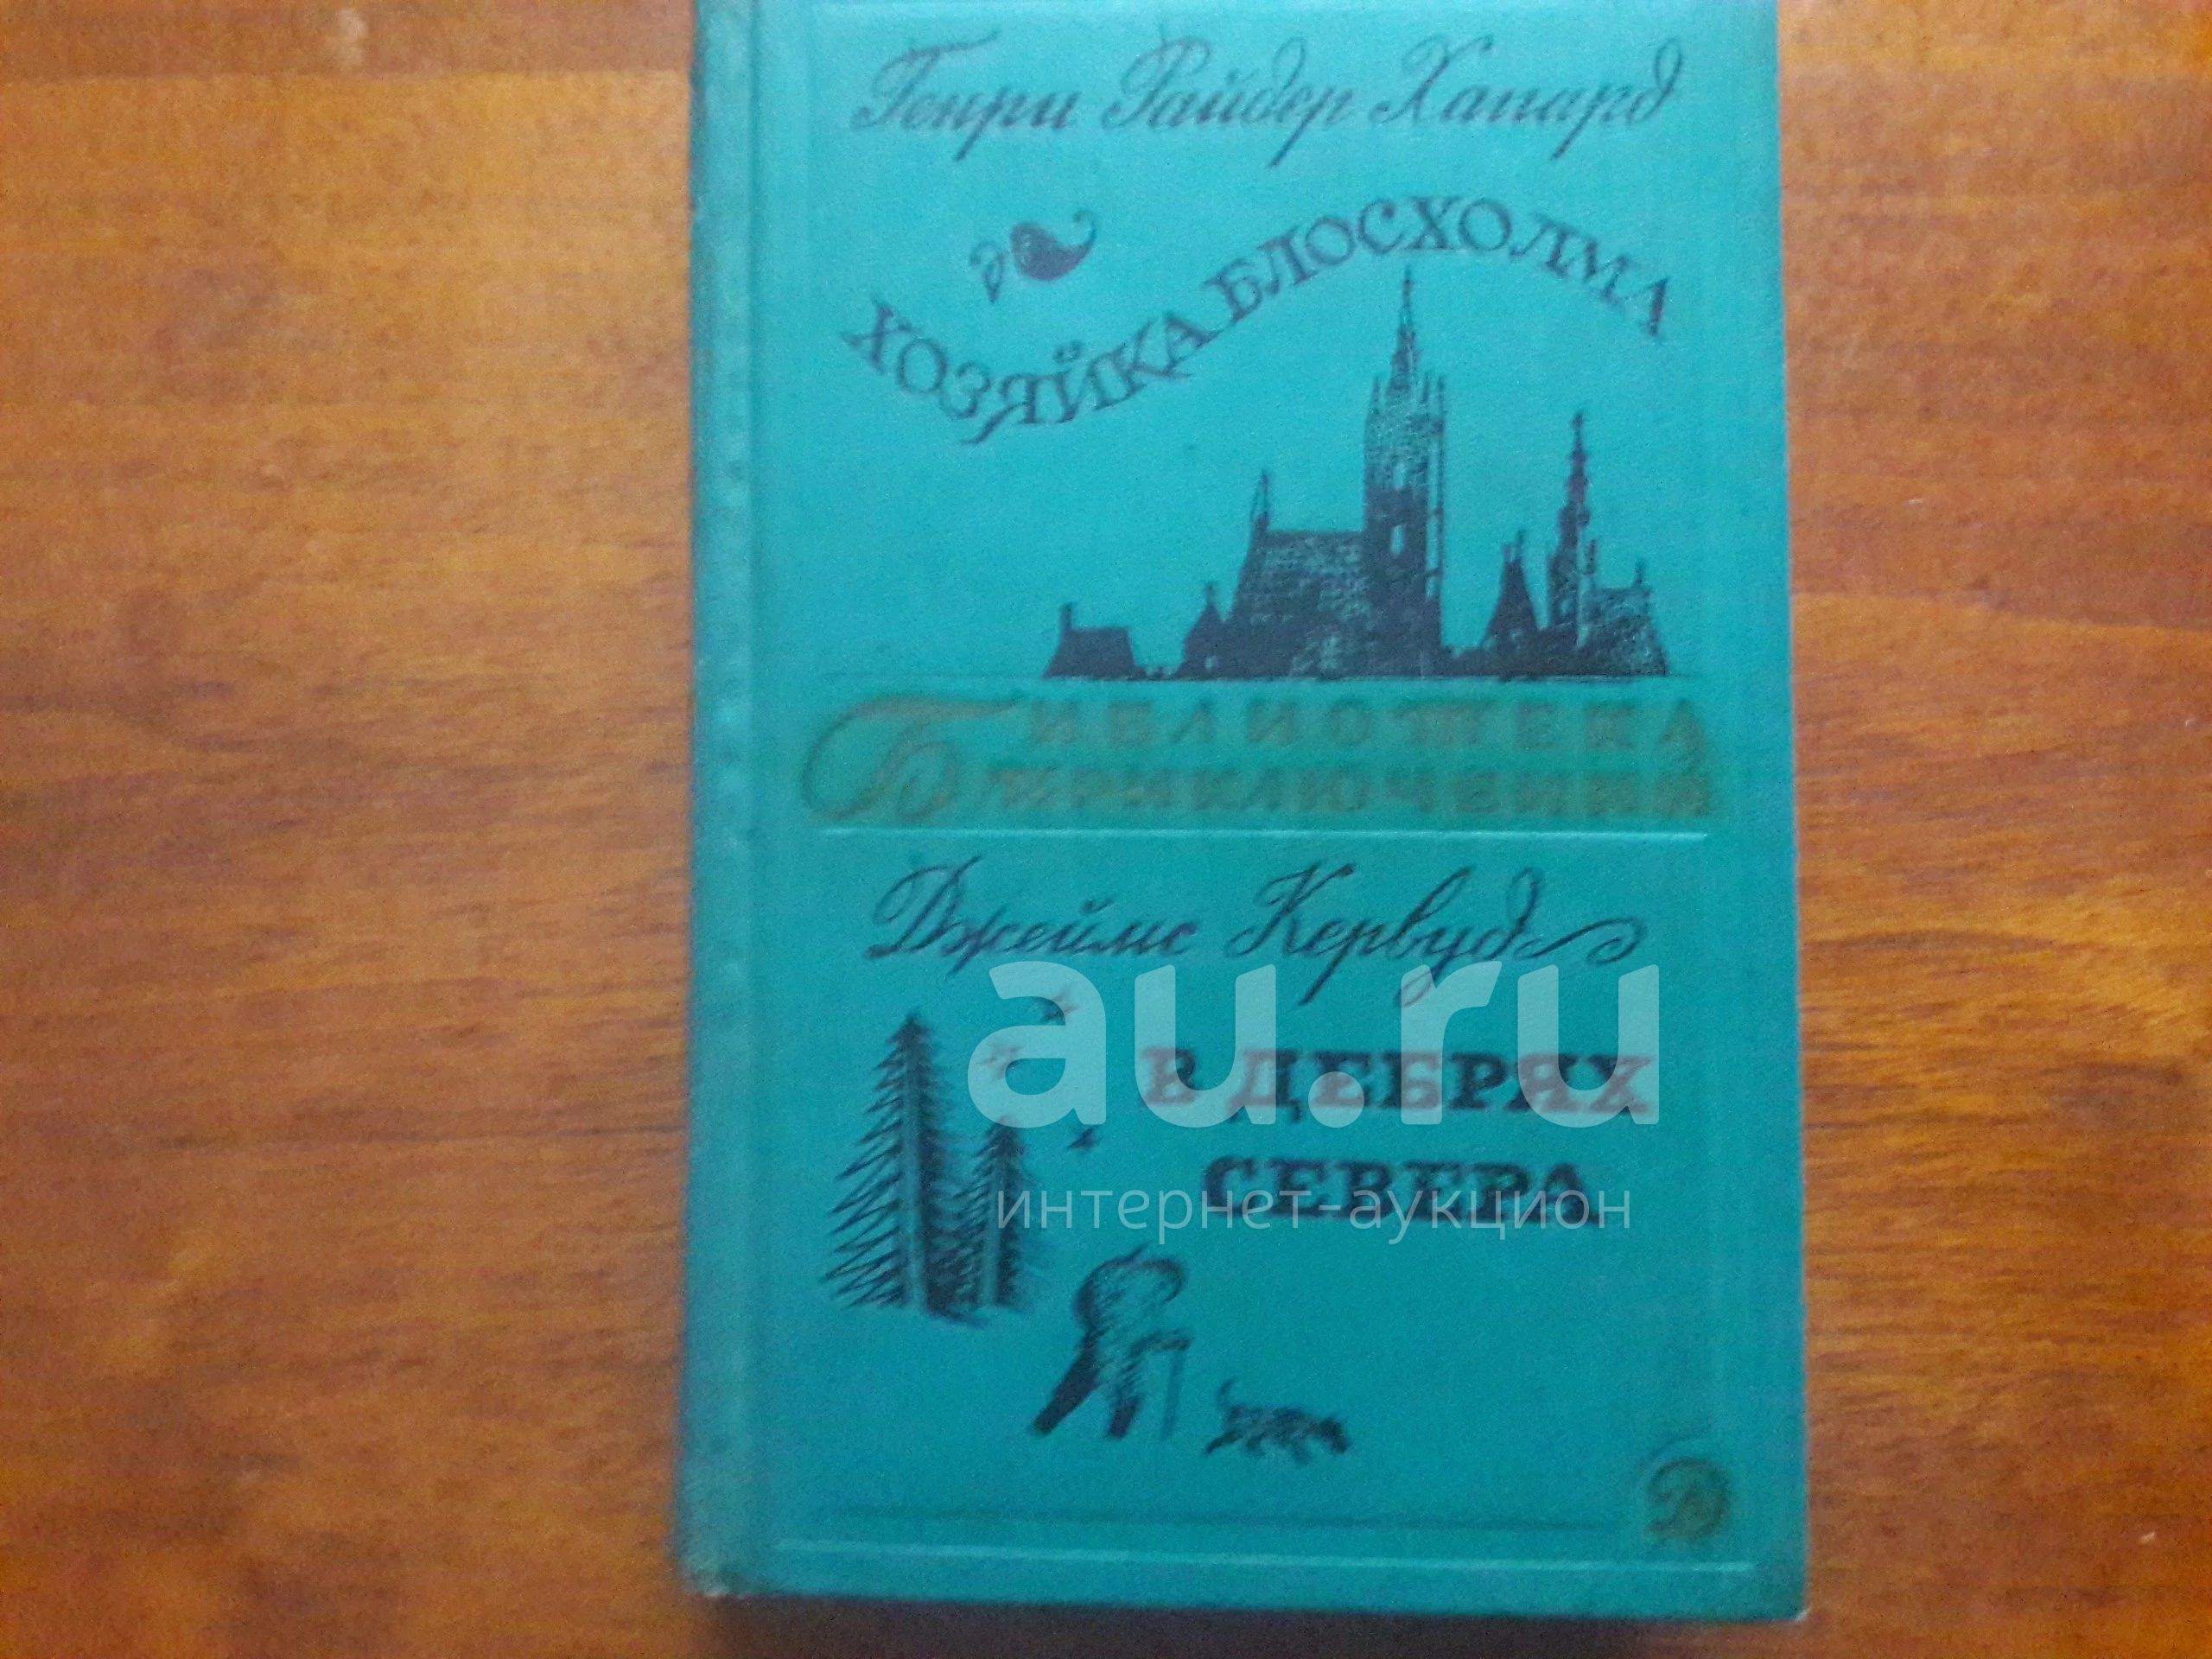 Генри Райдер Хаггард
ХОЗЯЙКА БЛОСХОЛМА
БИБЛИОТЕКА
ПРИКЛЮЧЕНИЙ
Джеймс Кервуд
au.ru
В ДЕБРЯХ
СЕВЕРА
интернет-аукцион
Д